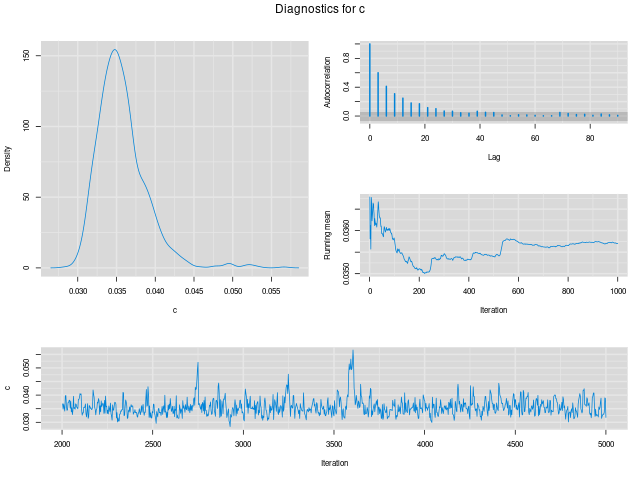 Diagnostics for c
Density
0 50 100 150
0.030 0.035 0.040 0.045 0.050 0.055
c
Autocorrelation
0.0 0.4 0.8
0 20 40 60 80
Lag
Running mean
0.0350 0.0360
0 200 400 600 800 1000
Iteration
c
0.030 0.040 0.050
2000 2500 3000 3500 4000 4500 5000
Iteration